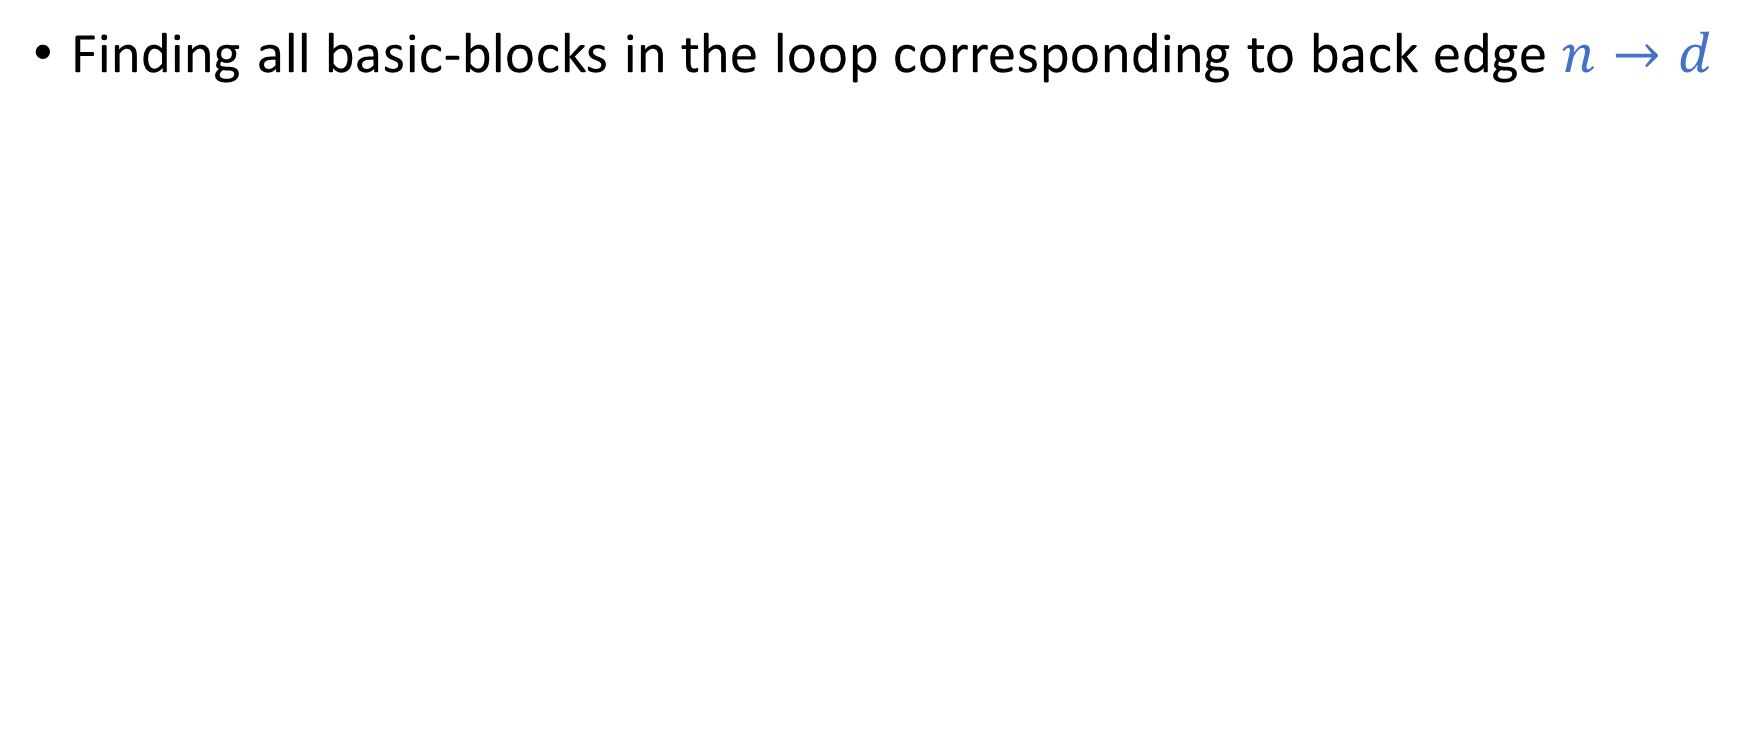 • Finding all basic-blocks in the loop corresponding to back edge 𝑛 → 𝑑